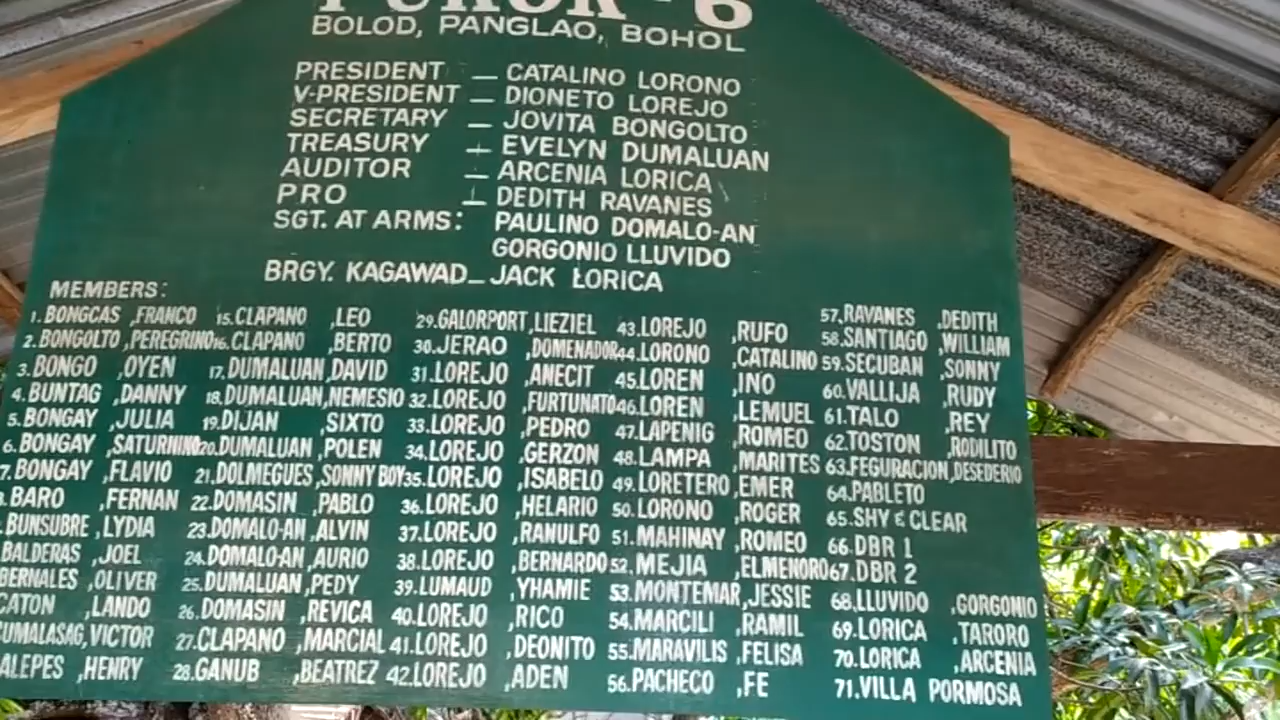 PUROK - 6
BOLOD, PANGLAO, BOHOL
PRESIDENT — CATALINO LORONO
V-PRESIDENT — DIONETO LOREJO
SECRETARY — JOVITA BONGOLTO
TREASURY — EVELYN DUMALUAN
AUDITOR — ARCENIA LORICA
PRO — DEDITH RAVANES
SGT. AT ARMS: PAULINO DOMALO-AN
GORGONIO LLUVIDO
BRGY. KAGAWAD_ JACK LORICA
MEMBERS:
1.BONGCAS ,FRANCO
2.BONGOLTO ,PEREGRINO
3.BONGO ,OYEN
4.BUNTAG ,DANNY
5.BONGAY ,JULIA
6.BONGAY ,SATURNINO
7.BONGAY ,FLAVIO
BARO ,FERNAN
BUNSUBRE ,LYDIA
BALDERAS ,JOEL
BERNALES ,OLIVER
CATON ,LANDO
CUMALASAG,VICTOR
ALEPES ,HENRY
15.CLAPANO ,LEO
16.CLAPANO ,BERTO
17.DUMALUAN,DAVID
18.DUMALUAN,NEMESIO
19.DIJAN ,SIXTO
20.DUMALUAN ,POLEN
21.DOLMEGUES,SONNY BOY
22.DOMASIN ,PABLO
23.DOMALO-AN ,ALVIN
24.DOMALO-AN ,AURIO
25.DUMALUAN,PEDY
26.DOMASIN ,REVICA
27.CLAPANO ,MARCIAL
28.GANUB ,BEATREZ
29.GALORPORT,LIEZIEL
30.JERAO ,DOMENADOR
31.LOREJO ,ANECIT
32.LOREJO ,FURTUNATO
33.LOREJO ,PEDRO
34.LOREJO ,GERZON
35.LOREJO ,ISABELO
36.LOREJO ,HELARIO
37.LOREJO ,RANULFO
38.LOREJO ,BERNARDO
39.LUMAUD ,YHAMIE
40.LOREJO ,RICO
41.LOREJO ,DEONITO
42.LOREJO ,ADEN
43.LOREJO ,RUFO
44.LORONO ,CATALINO
45.LOREN ,INO
46.LOREN ,LEMUEL
47.LAPENIG ,ROMEO
48.LAMPA ,MARITES
49.LORETERO ,EMER
50.LORONO ,ROGER
51.MAHINAY ,ROMEO
52.MEJIA ,ELMENORO
53.MONTEMAR,JESSIE
54.MARCILI ,RAMIL
55.MARAVILIS ,FELISA
56.PACHECO ,FE
57.RAVANES ,DEDITH
58.SANTIAGO ,WILLIAM
59.SECUBAN ,SONNY
60.VALLIJA ,RUDY
61.TALO ,REY
62.TOSTON ,RODILITO
63.FEGURACION,DESEDERIO
64.PABLETO
65.SHY & CLEAR
66.DBR 1
67.DBR 2
68.LLUVIDO ,GORGONIO
69.LORICA ,TARORO
70.LORICA ,ARCENIA
71.VILLA PORMOSA